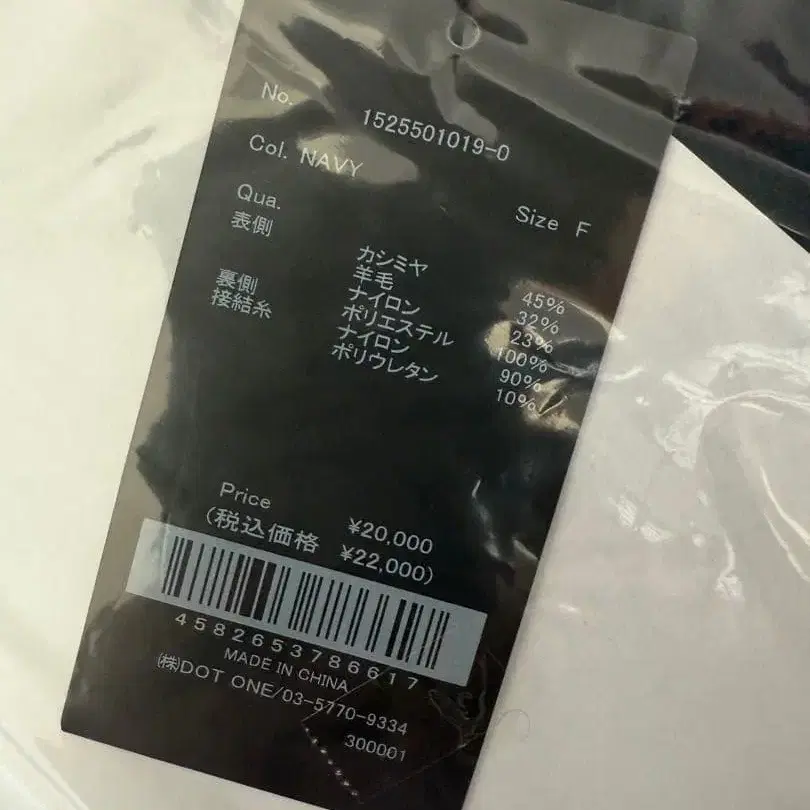 No. 1525501019-0
Col. NAVY
Size F
Qua.
表側 カシミヤ 45%
羊毛 32%
ナイロン 23%
裏側 ポリエステル 100%
接結糸 ナイロン 90%
ポリウレタン 10%
Price ¥20,000
(税込価格 ¥22,000)
4582653786617
MADE IN CHINA
(株)DOT ONE/03-5770-9334
300001